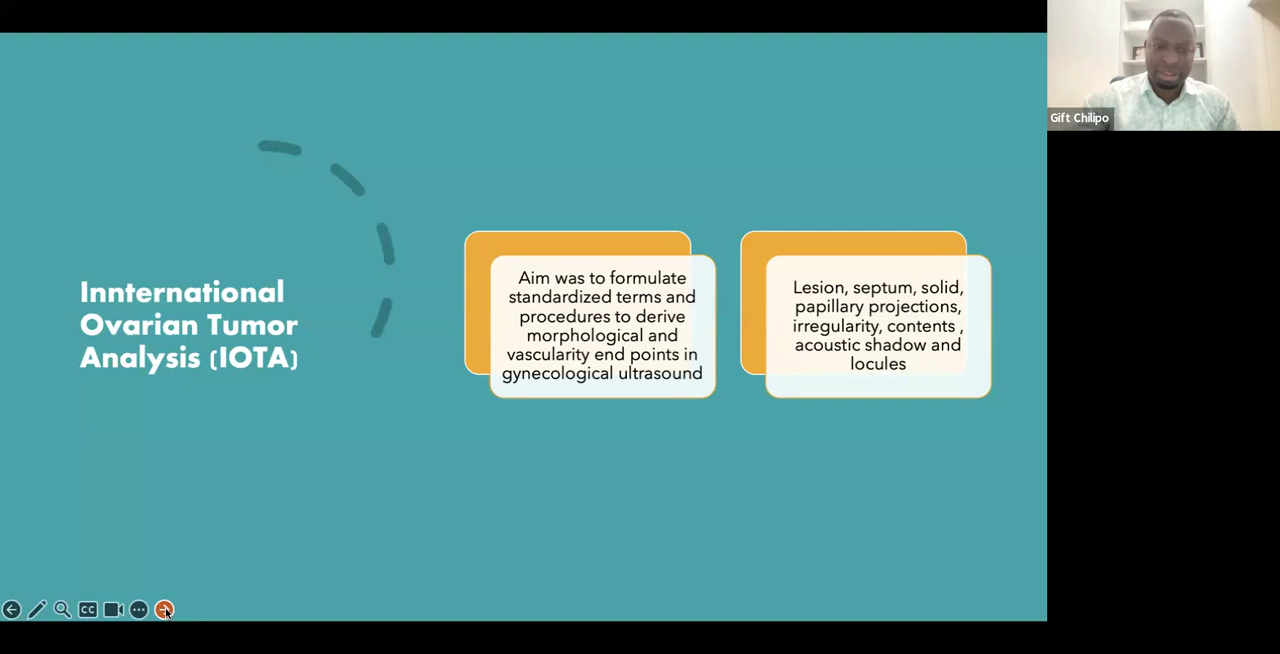 Innternational
Ovarian Tumor
Analysis (IOTA)
Aim was to formulate
standardized terms and
procedures to derive
morphological and
vascularity end points in
gynecological ultrasound
Lesion, septum, solid,
papillary projections,
irregularity, contents ,
acoustic shadow and
locules
Gift Chilipo
CC